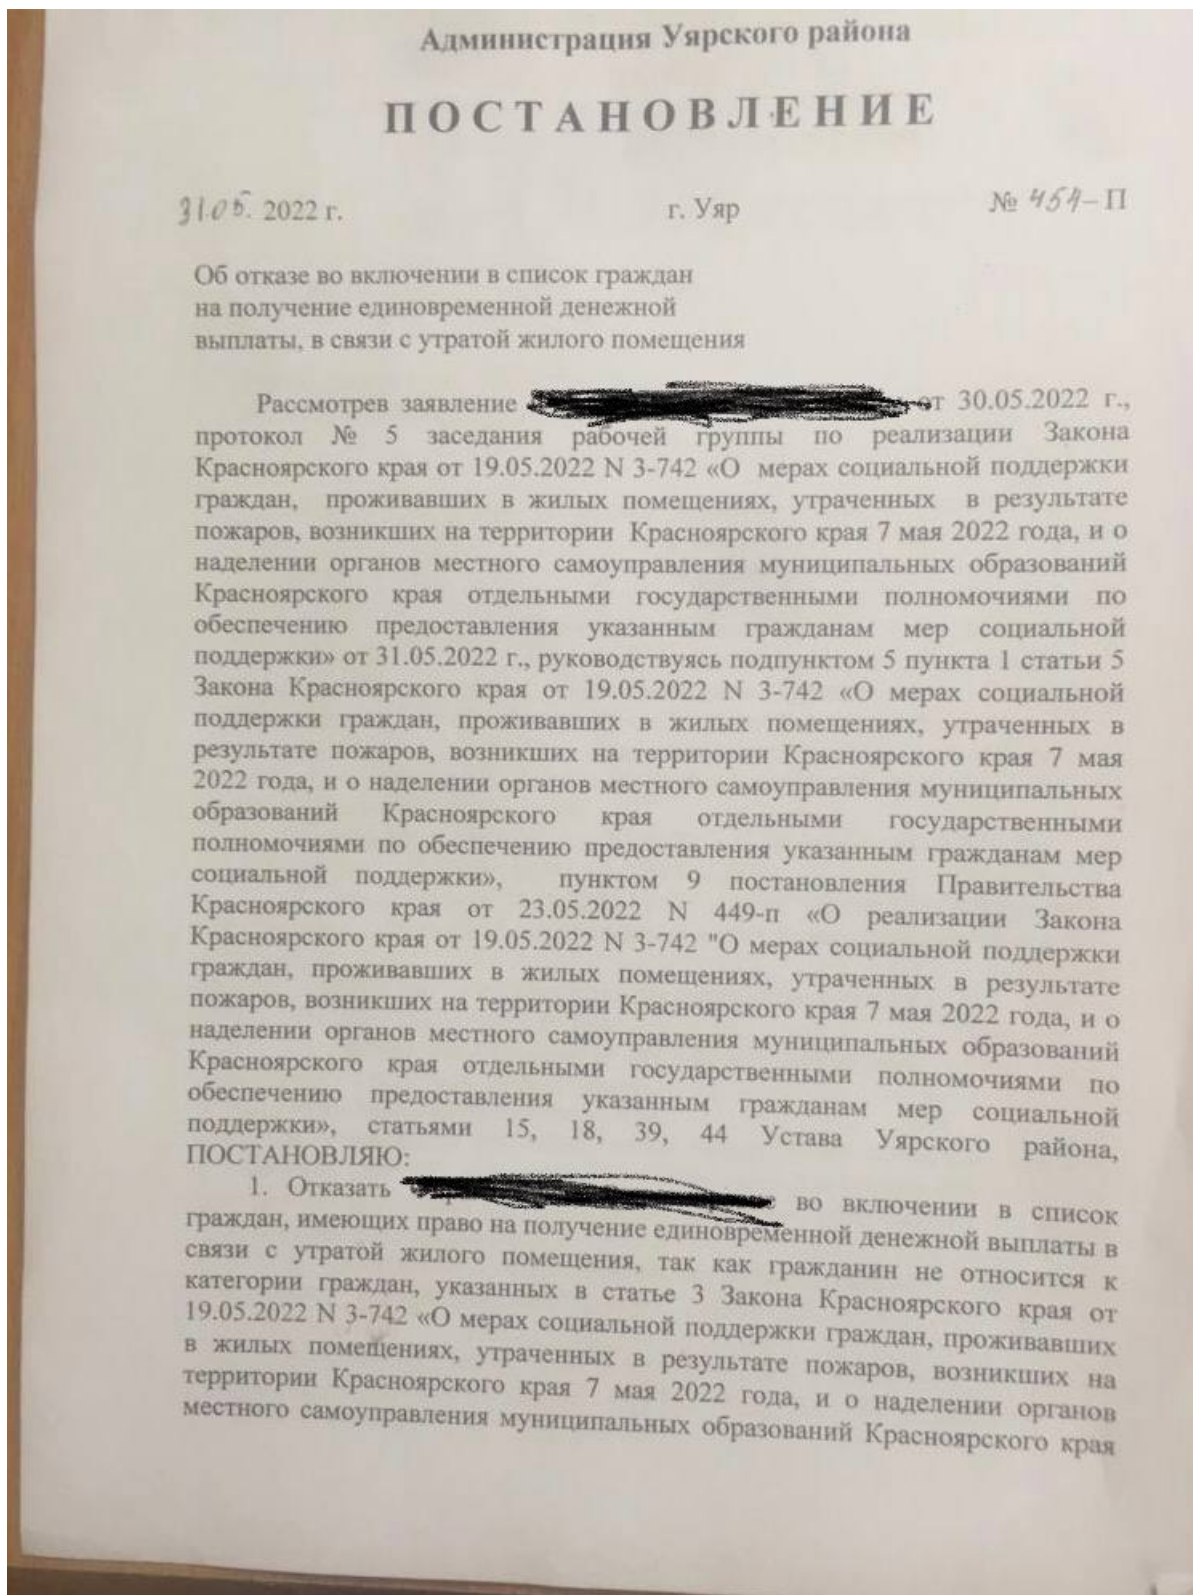 Администрация Уярского района
ПОСТАНОВЛЕНИЕ
31.05. 2022 г. г. Уяр № 454-П
Об отказе во включении в список граждан
на получение единовременной денежной
выплаты, в связи с утратой жилого помещения
Рассмотрев заявление от 30.05.2022 г.,
протокол № 5 заседания рабочей группы по реализации Закона
Красноярского края от 19.05.2022 N 3-742 «О мерах социальной поддержки
граждан, проживавших в жилых помещениях, утраченных в результате
пожаров, возникших на территории Красноярского края 7 мая 2022 года, и о
наделении органов местного самоуправления муниципальных образований
Красноярского края отдельными государственными полномочиями по
обеспечению предоставления указанным гражданам мер социальной
поддержки» от 31.05.2022 г., руководствуясь подпунктом 5 пункта 1 статьи 5
Закона Красноярского края от 19.05.2022 N 3-742 «О мерах социальной
поддержки граждан, проживавших в жилых помещениях, утраченных в
результате пожаров, возникших на территории Красноярского края 7 мая
2022 года, и о наделении органов местного самоуправления муниципальных
образований Красноярского края отдельными государственными
полномочиями по обеспечению предоставления указанным гражданам мер
социальной поддержки», пунктом 9 постановления Правительства
Красноярского края от 23.05.2022 N 449-п «О реализации Закона
Красноярского края от 19.05.2022 N 3-742 "О мерах социальной поддержки
граждан, проживавших в жилых помещениях, утраченных в результате
пожаров, возникших на территории Красноярского края 7 мая 2022 года, и о
наделении органов местного самоуправления муниципальных образований
Красноярского края отдельными государственными полномочиями по
обеспечению предоставления указанным гражданам мер социальной
поддержки», статьями 15, 18, 39, 44 Устава Уярского района,
ПОСТАНОВЛЯЮ:
1. Отказать во включении в список
граждан, имеющих право на получение единовременной денежной выплаты в
связи с утратой жилого помещения, так как гражданин не относится к
категории граждан, указанных в статье 3 Закона Красноярского края от
19.05.2022 N 3-742 «О мерах социальной поддержки граждан, проживавших
в жилых помещениях, утраченных в результате пожаров, возникших на
территории Красноярского края 7 мая 2022 года, и о наделении органов
местного самоуправления муниципальных образований Красноярского края